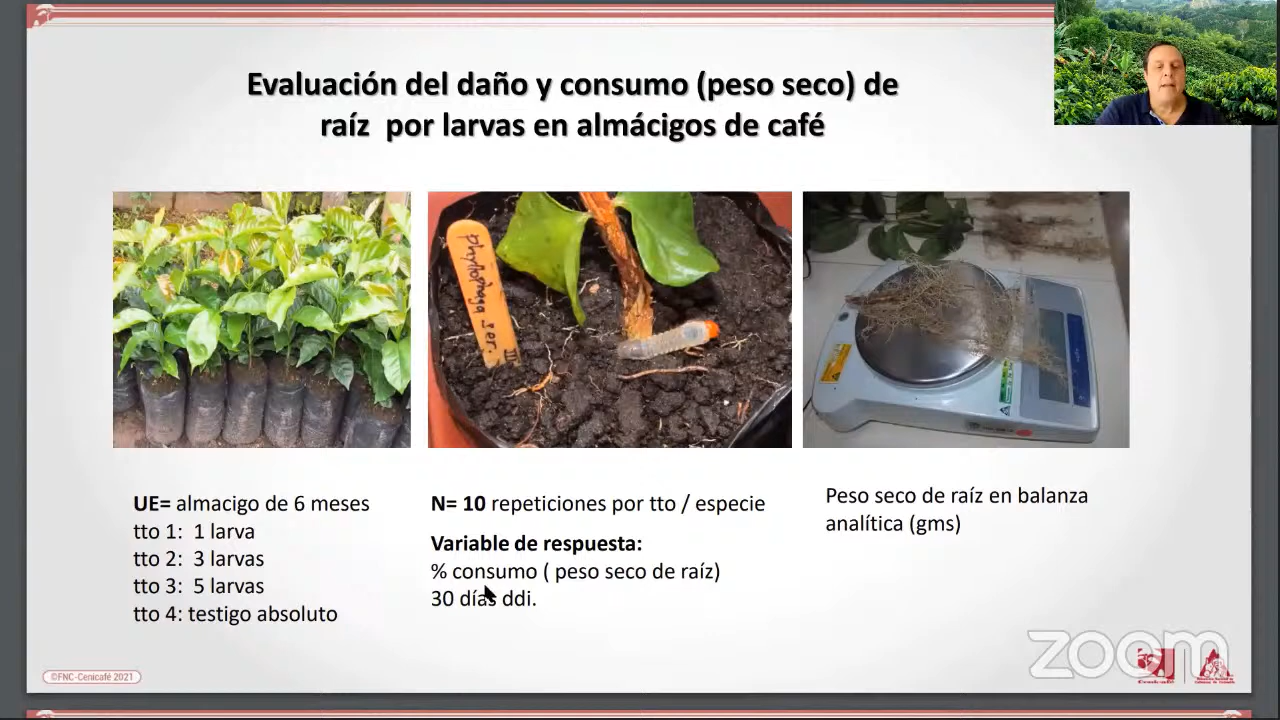 Evaluación del daño y consumo (peso seco) de
raíz por larvas en almácigos de café
Phyllophaga
III
UE= almacigo de 6 meses
tto 1: 1 larva
tto 2: 3 larvas
tto 3: 5 larvas
tto 4: testigo absoluto
N= 10 repeticiones por tto / especie
Variable de respuesta:
% consumo ( peso seco de raíz)
30 días ddi.
Peso seco de raíz en balanza
analítica (gms)
©FNC-Cenicafé 2021
zoom
Cenicafé